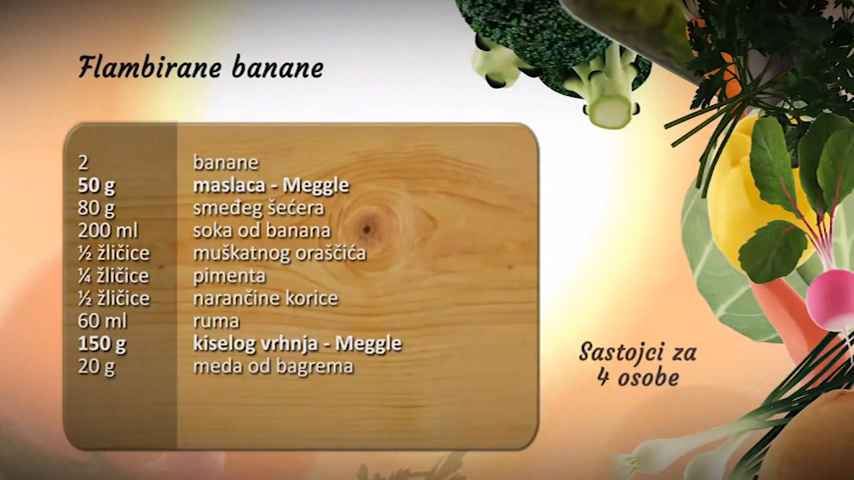 Flambirane banane
2 banane
50 g maslaca - Meggle
80 g smeđeg šećera
200 ml soka od banana
½ žličice muškatnog oraščića
¼ žličice pimenta
½ žličice narančine korice
60 ml ruma
150 g kiselog vrhnja - Meggle
20 g meda od bagrema
Sastojci za
4 osobe